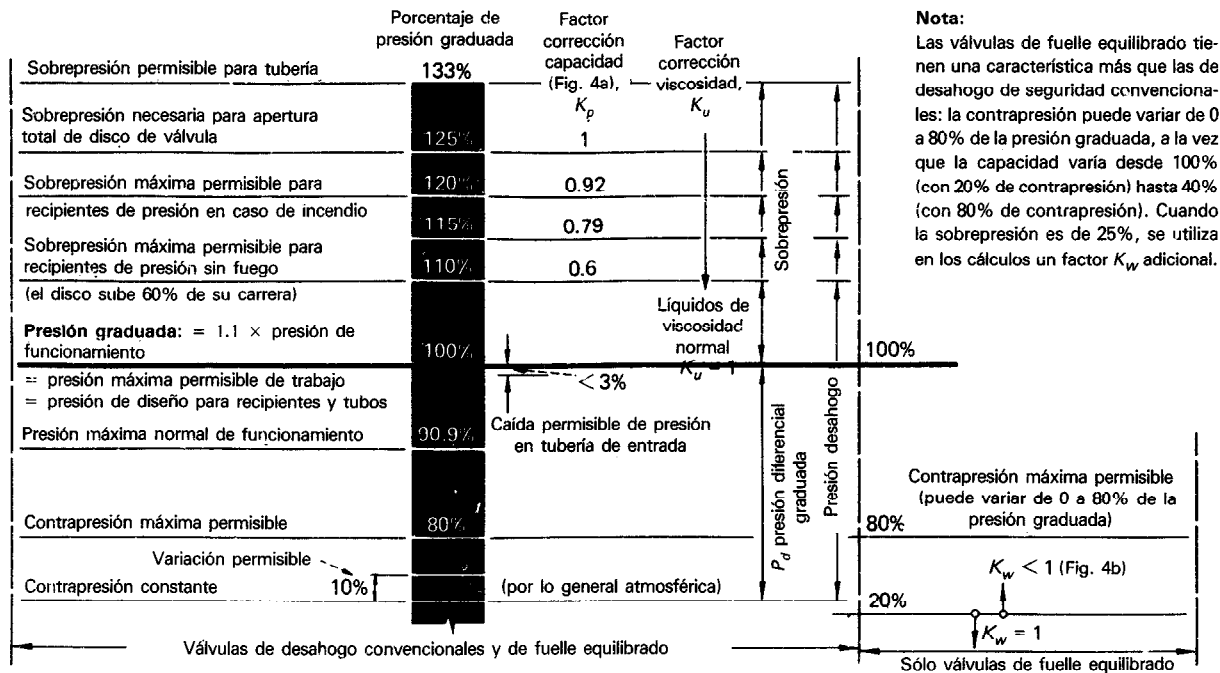 Porcentaje de
presión graduada
Factor
corrección
capacidad
(Fig. 4a),
Kp
Factor
corrección
viscosidad,
Ku
Nota:
Las válvulas de fuelle equilibrado tie-
nen una característica más que las de
desahogo de seguridad convenciona-
les: la contrapresión puede variar de 0
a 80% de la presión graduada, a la vez
que la capacidad varía desde 100%
(con 20% de contrapresión) hasta 40%
(con 80% de contrapresión). Cuando
la sobrepresión es de 25%, se utiliza
en los cálculos un factor Kw adicional.
Sobrepresión permisible para tubería
133%
Sobrepresión necesaria para apertura
total de disco de válvula
125%
1
Sobrepresión máxima permisible para
120%
0.92
recipientes de presión en caso de incendio
115%
0.79
Sobrepresión máxima permisible para
recipientes de presión sin fuego
110%
0.6
(el disco sube 60% de su carrera)
Sobrepresión
Líquidos de
viscosidad
normal
Ku = 1
Presión graduada: = 1.1 × presión de
funcionamiento
100%
100%
= presión máxima permisible de trabajo
= presión de diseño para recipientes y tubos
< 3%
Caída permisible de presión
en tubería de entrada
Presión máxima normal de funcionamiento
90.9%
Pd presión diferencial
graduada
Presión desahogo
Contrapresión máxima permisible
(puede variar de 0 a 80% de la
presión graduada)
Contrapresión máxima permisible
80%
80%
Variación permisible
Contrapresión constante
10%
(por lo general atmosférica)
Kw < 1 (Fig. 4b)
20%
Kw = 1
Válvulas de desahogo convencionales y de fuelle equilibrado
Sólo válvulas de fuelle equilibrado